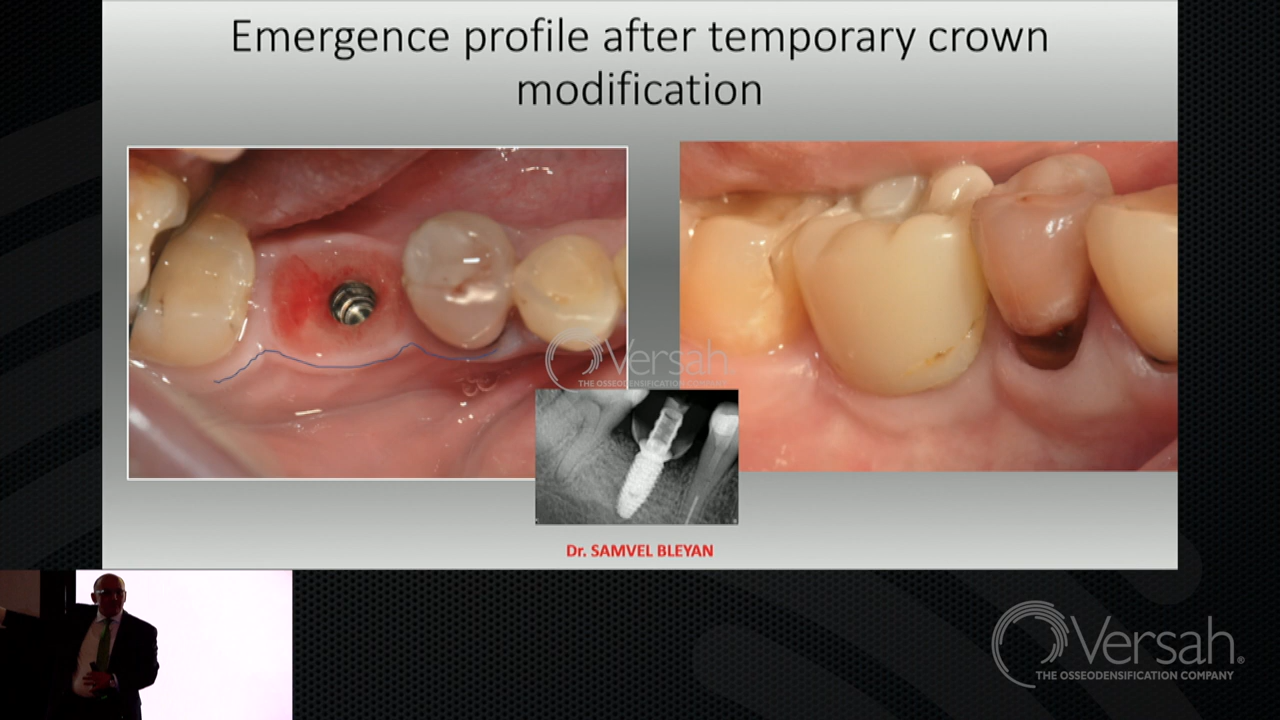 Emergence profile after temporary crown
modification
Versah
THE OSSEODENSIFICATION COMPANY
Dr. SAMVEL BLEYAN
Versah®
THE OSSEODENSIFICATION COMPANY